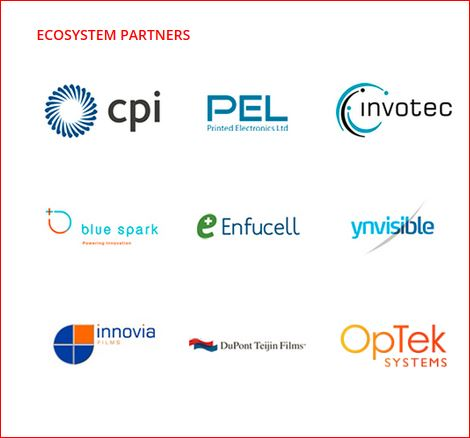 ECOSYSTEM PARTNERS
cpi
PEL
Printed Electronics Ltd
invotec
blue spark
Powering Innovation
Enfucell
ynvisible
innovia
FILMS
DuPont Teijin Films
OpTek
SYSTEMS